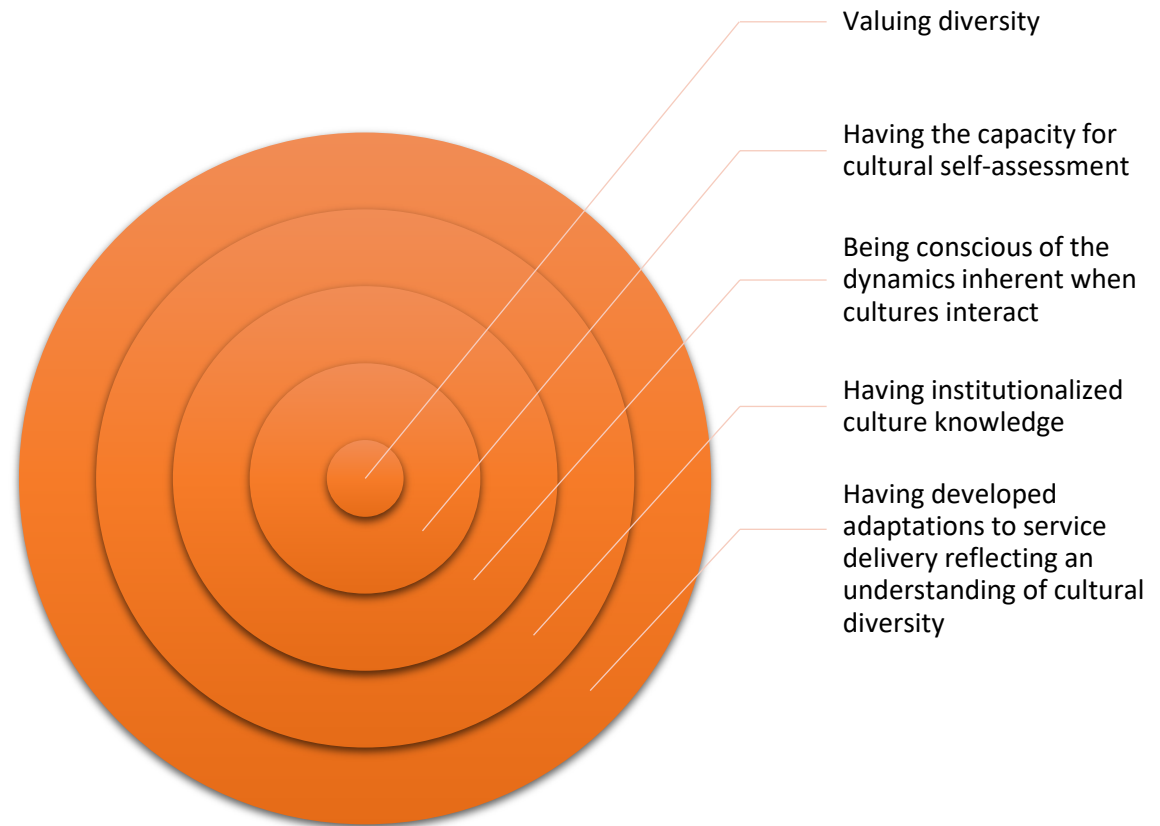 Valuing diversity
Having the capacity for
cultural self-assessment
Being conscious of the
dynamics inherent when
cultures interact
Having institutionalized
culture knowledge
Having developed
adaptations to service
delivery reflecting an
understanding of cultural
diversity